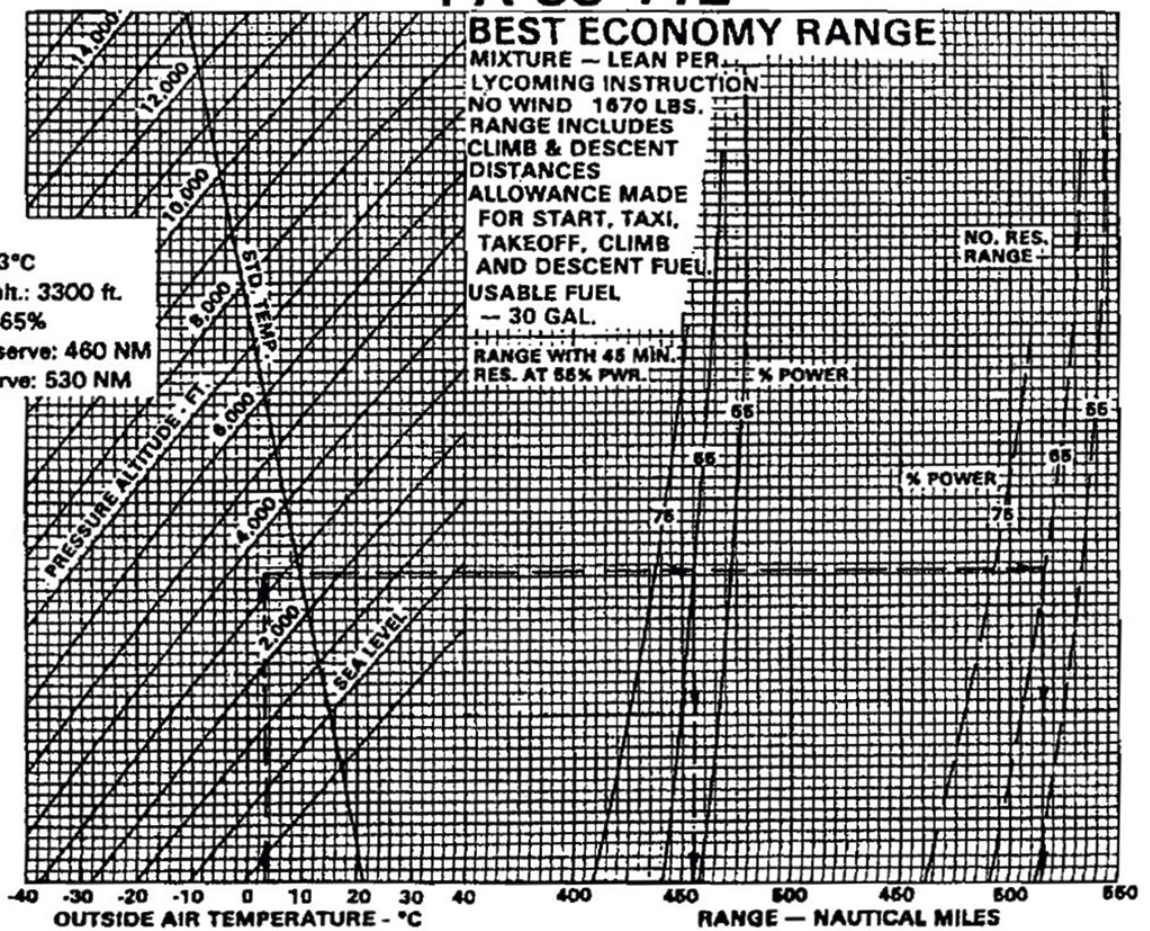 BEST ECONOMY RANGE
MIXTURE — LEAN PER
LYCOMING INSTRUCTION
NO WIND 1670 LBS.
RANGE INCLUDES
CLIMB & DESCENT
DISTANCES
ALLOWANCE MADE
FOR START, TAXI,
TAKEOFF, CLIMB
AND DESCENT FUEL.
USABLE FUEL
— 30 GAL.
RANGE WITH 45 MIN.
RES. AT 55% PWR.
% POWER
55
65
75
NO. RES.
RANGE
% POWER
55
65
75
14,000
12,000
10,000
8,000
6,000
4,000
2,000
SEA LEVEL
STD. TEMP.
PRESSURE ALTITUDE - FT.
3°C
alt.: 3300 ft.
65%
serve: 460 NM
rve: 530 NM
-40 -30 -20 -10 0 10 20 30 40 400 450 500 450 500 550
OUTSIDE AIR TEMPERATURE - °C RANGE — NAUTICAL MILES